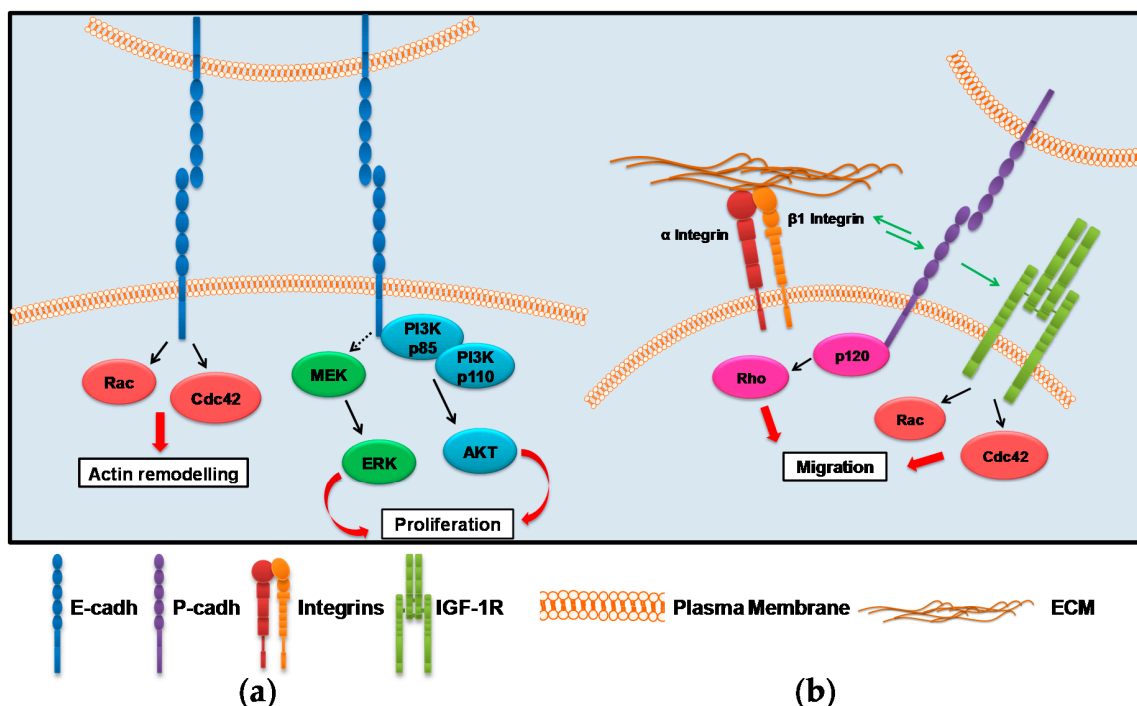 PI3K
p85
PI3K
p110
MEK
Rac
Cdc42
ERK
AKT
Actin remodelling
Proliferation
α Integrin
β1 Integrin
p120
Rho
Rac
Cdc42
Migration
E-cadh
P-cadh
Integrins
IGF-1R
Plasma Membrane
ECM
(a)
(b)